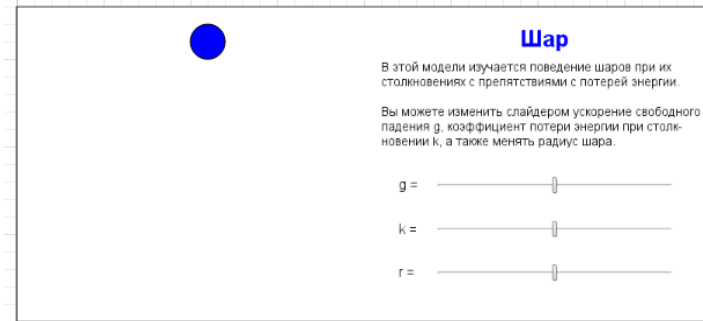 Шар
В этой модели изучается поведение шаров при их
столкновениях с препятствиями с потерей энергии.
Вы можете изменить слайдером ускорение свободного
падения g, коэффициент потери энергии при столк-
новении k, а также менять радиус шара.
g =
k =
r =